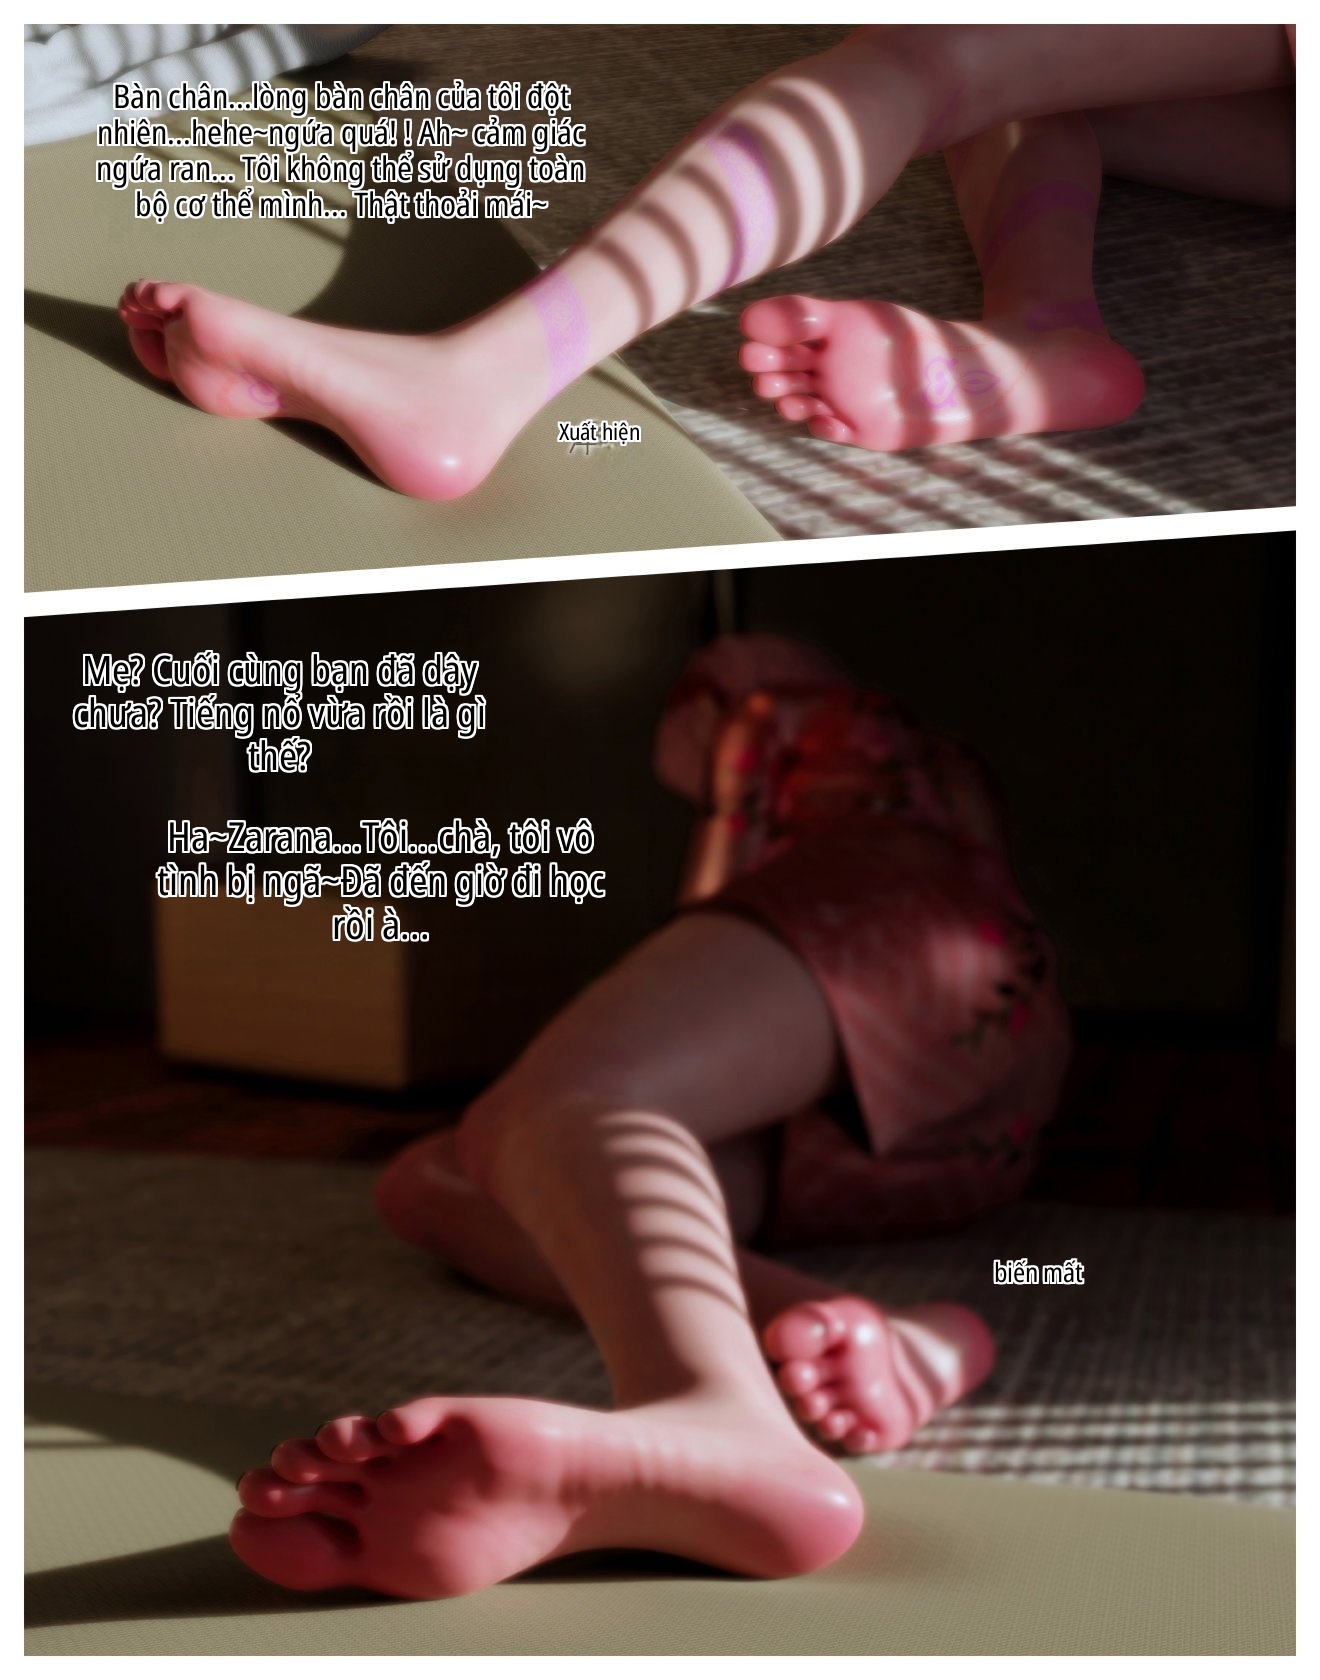 Bàn chân...lòng bàn chân của tôi đột
nhiên...hehe~ngứa quá! ! Ah~ cảm giác
ngứa ran... Tôi không thể sử dụng toàn
bộ cơ thể mình... Thật thoải mái~
Xuất hiện
Mẹ? Cuối cùng bạn đã dậy
chưa? Tiếng nổ vừa rồi là gì
thế?
Ha~Zarana...Tôi...chà, tôi vô
tình bị ngã~Đã đến giờ đi học
rồi à...
biến mất